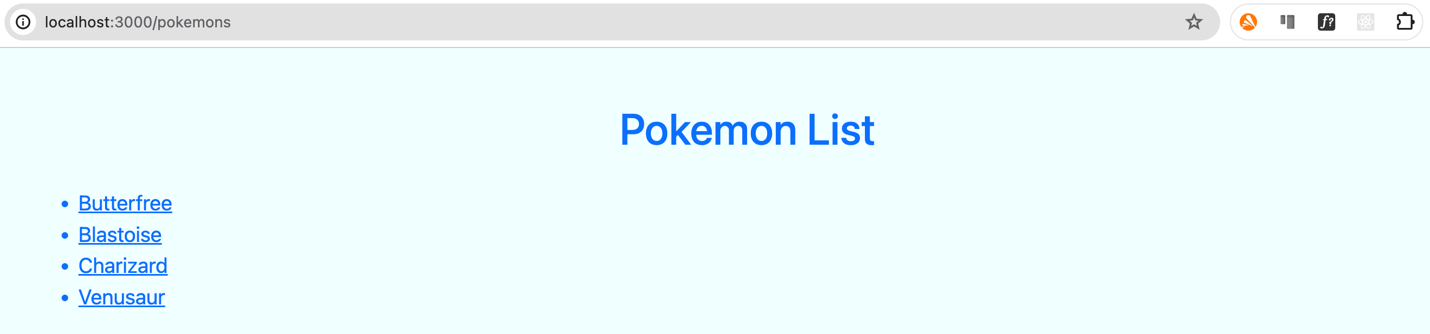 localhost:3000/pokemons
f?
Pokemon List
• Butterfree
• Blastoise
• Charizard
• Venusaur